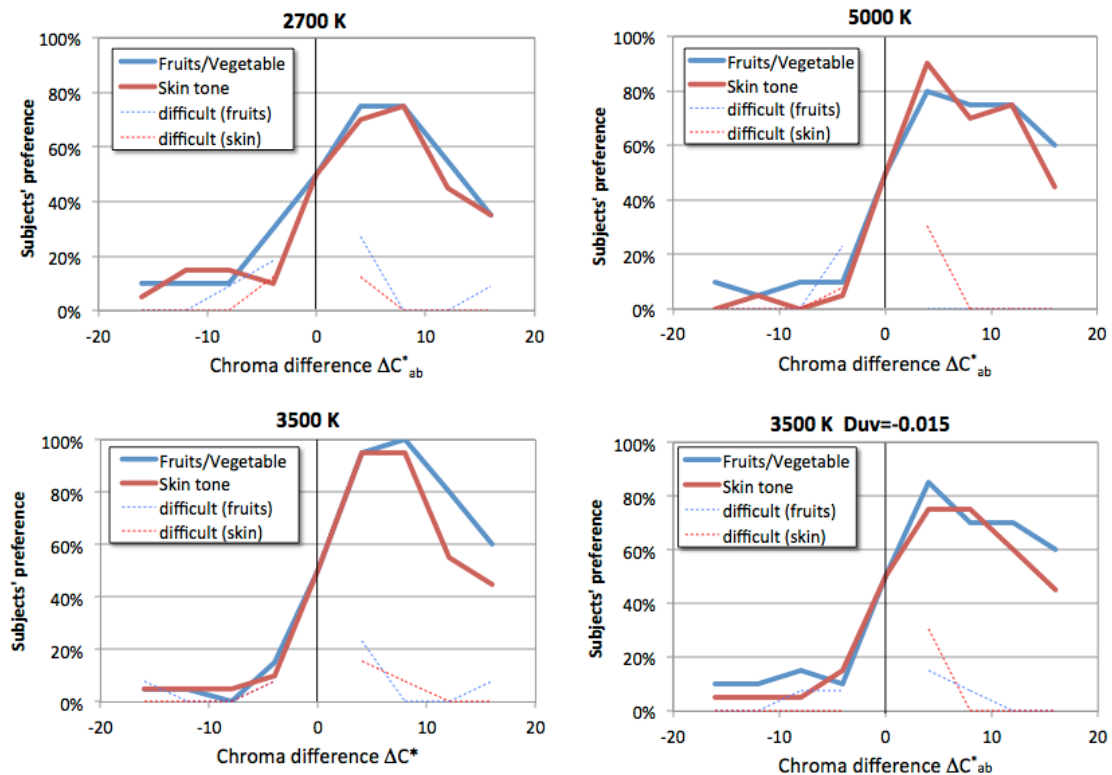 2700 K
Subjects' preference
100%
80%
60%
40%
20%
0%
Fruits/Vegetable
Skin tone
difficult (fruits)
difficult (skin)
-20 -10 0 10 20
Chroma difference ΔC*ab
5000 K
Subjects' preference
100%
80%
60%
40%
20%
0%
Fruits/Vegetable
Skin tone
difficult (fruits)
difficult (skin)
-20 -10 0 10 20
Chroma difference ΔC*ab
3500 K
Subjects' preference
100%
80%
60%
40%
20%
0%
Fruits/Vegetable
Skin tone
difficult (fruits)
difficult (skin)
-20 -10 0 10 20
Chroma difference ΔC*
3500 K Duv=-0.015
Subjects' preference
100%
80%
60%
40%
20%
0%
Fruits/Vegetable
Skin tone
difficult (fruits)
difficult (skin)
-20 -10 0 10 20
Chroma difference ΔC*ab